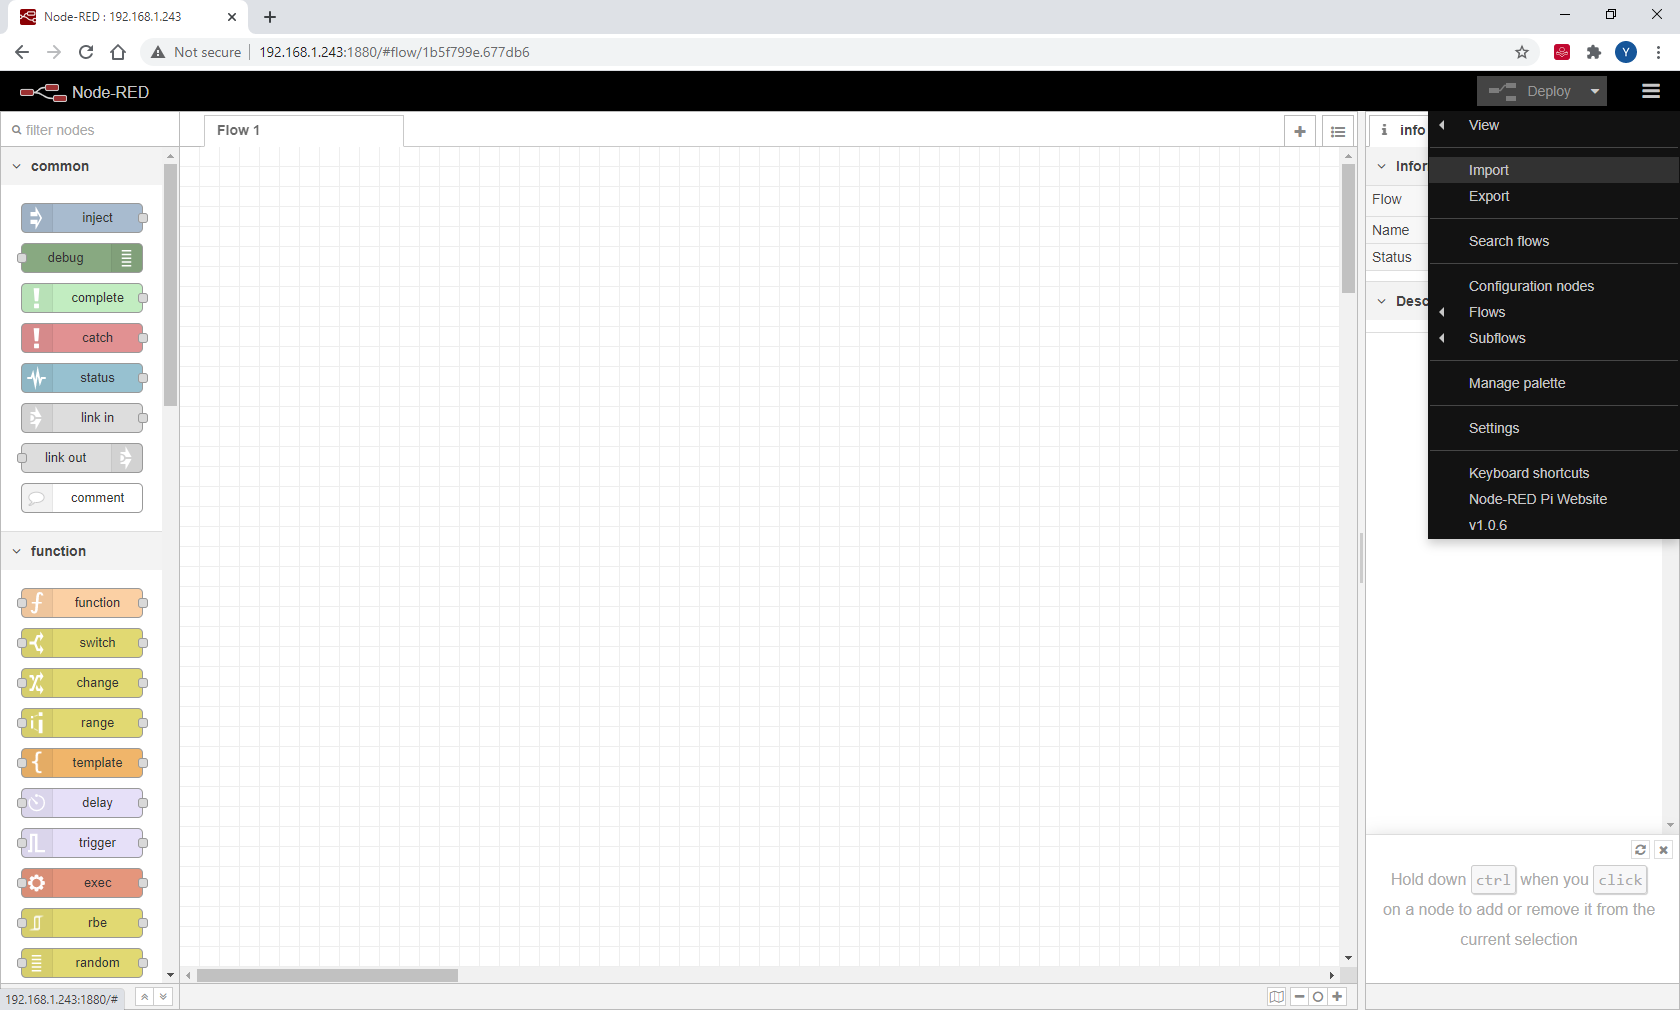 Node-RED : 192.168.1.243
Not secure
192.168.1.243:1880/#flow/1b5f799e.677db6
Y
Node-RED
Deploy
filter nodes
common
inject
debug
complete
catch
status
link in
link out
comment
function
function
switch
change
range
template
delay
trigger
exec
rbe
random
192.168.1.243:1880/#
Flow 1
i info
Infor
Flow
Name
Status
Desc
View
Import
Export
Search flows
Configuration nodes
Flows
Subflows
Manage palette
Settings
Keyboard shortcuts
Node-RED Pi Website
v1.0.6
Hold down ctrl when you click
on a node to add or remove it from the
current selection